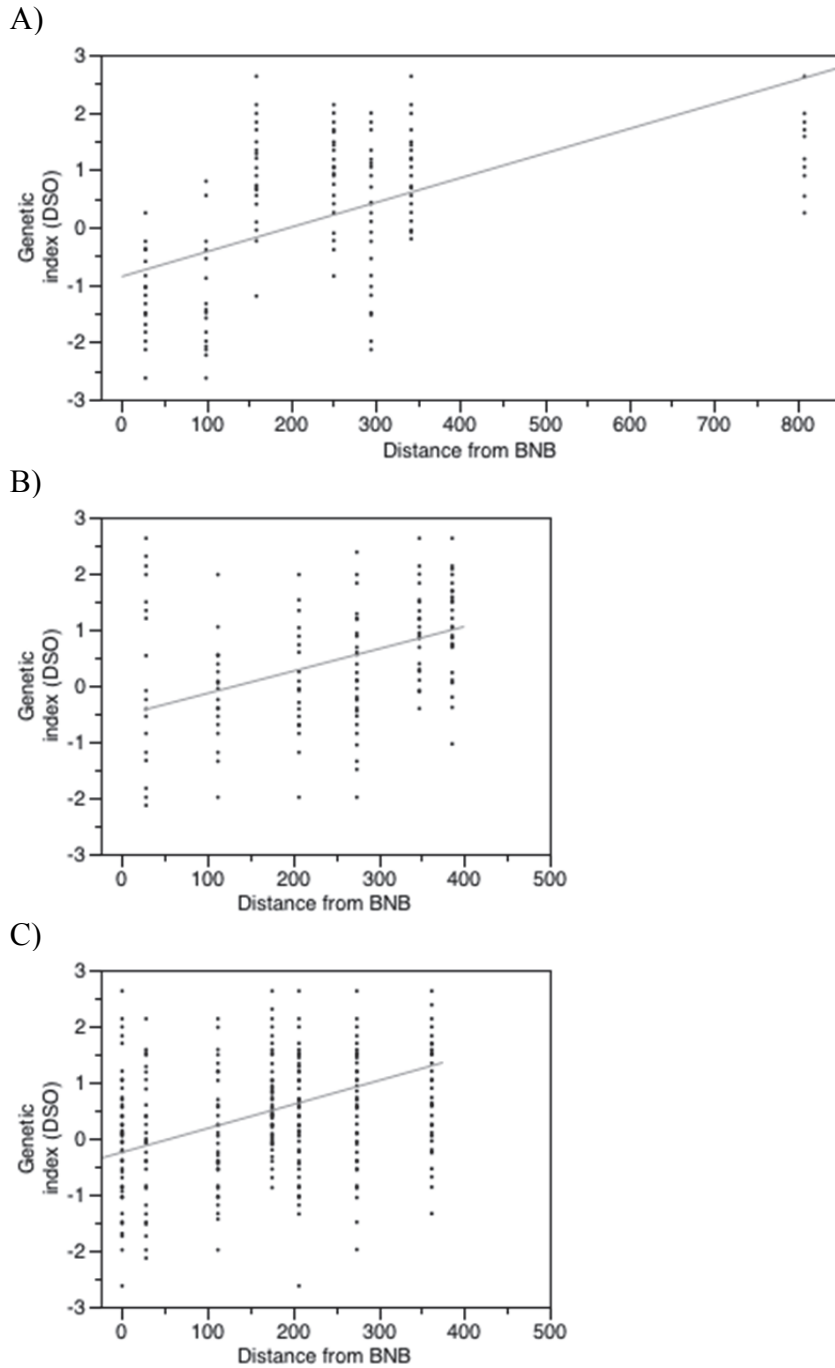 A)
3
2
1
0
-1
-2
-3
Genetic
index (DSO)
0 100 200 300 400 500 600 700 800
Distance from BNB
B)
3
2
1
0
-1
-2
-3
Genetic
index (DSO)
0 100 200 300 400 500
Distance from BNB
C)
3
2
1
0
-1
-2
-3
Genetic
index (DSO)
0 100 200 300 400 500
Distance from BNB